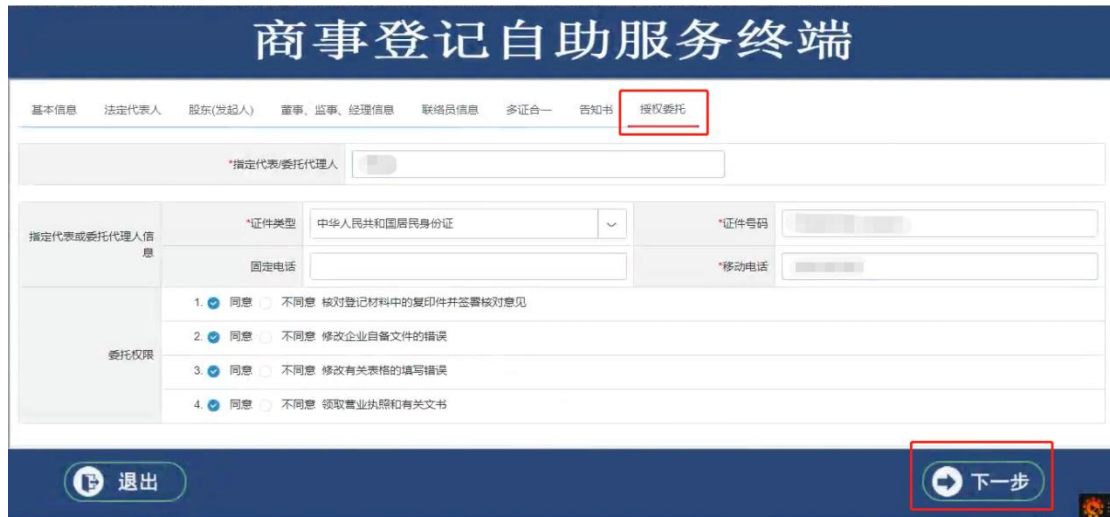 商事登记自助服务终端
基本信息 法定代表人 股东(发起人) 董事、监事、经理信息 联络员信息 多证合一 告知书 授权委托
*指定代表/委托代理人
指定代表或委托代理人信息
*证件类型 中华人民共和国居民身份证 *证件号码
固定电话 *移动电话
委托权限
1. 同意 不同意 核对登记材料中的复印件并签署核对意见
2. 同意 不同意 修改企业自备文件的错误
3. 同意 不同意 修改有关表格的填写错误
4. 同意 不同意 领取营业执照和有关文书
退出 下一步